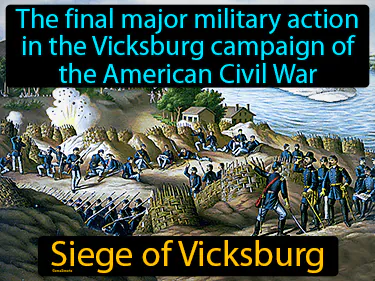 The final major military action
in the Vicksburg campaign of
the American Civil War
Siege of Vicksburg